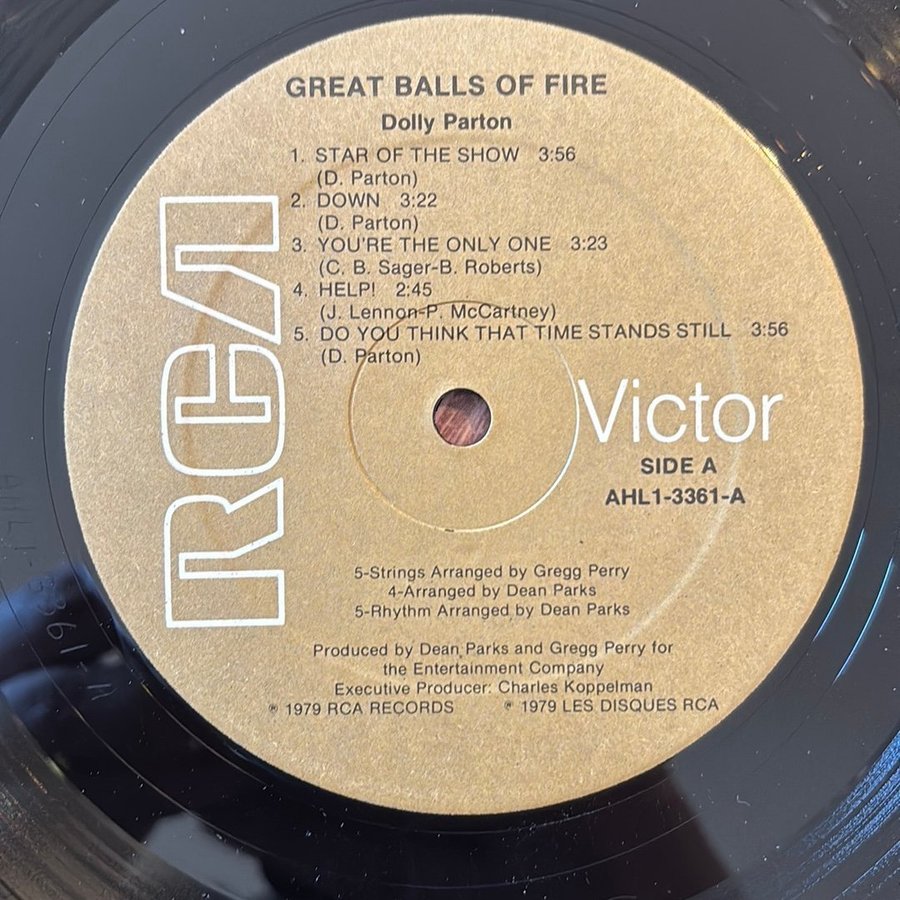 GREAT BALLS OF FIRE
Dolly Parton
1. STAR OF THE SHOW 3:56
(D. Parton)
2. DOWN 3:22
(D. Parton)
3. YOU'RE THE ONLY ONE 3:23
(C. B. Sager-B. Roberts)
4. HELP! 2:45
(J. Lennon-P. McCartney)
5. DO YOU THINK THAT TIME STANDS STILL 3:56
(D. Parton)
RCA
Victor
SIDE A
AHL1-3361-A
5-Strings Arranged by Gregg Perry
4-Arranged by Dean Parks
5-Rhythm Arranged by Dean Parks
Produced by Dean Parks and Gregg Perry for
the Entertainment Company
Executive Producer: Charles Koppelman
℗ 1979 RCA RECORDS ℗ 1979 LES DISQUES RCA
AHL1-3361-A